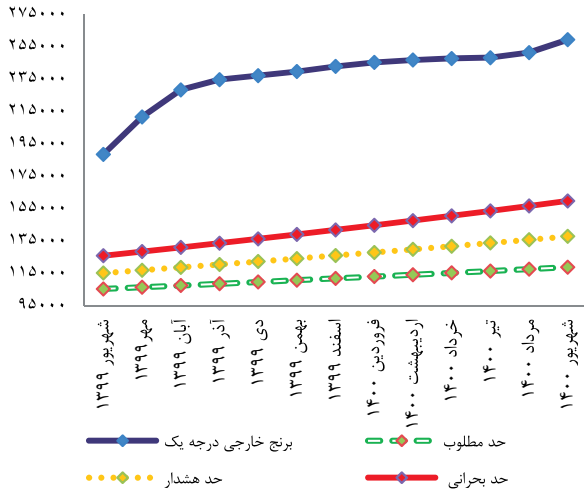 ۲۷۵۰۰۰
۲۵۵۰۰۰
۲۳۵۰۰۰
۲۱۵۰۰۰
۱۹۵۰۰۰
۱۷۵۰۰۰
۱۵۵۰۰۰
۱۳۵۰۰۰
۱۱۵۰۰۰
۹۵۰۰۰
شهریور ۱۳۹۹
مهر ۱۳۹۹
آبان ۱۳۹۹
آذر ۱۳۹۹
دی ۱۳۹۹
بهمن ۱۳۹۹
اسفند ۱۳۹۹
فروردین ۱۴۰۰
اردیبهشت ۱۴۰۰
خرداد ۱۴۰۰
تیر ۱۴۰۰
مرداد ۱۴۰۰
شهریور ۱۴۰۰
برنج خارجی درجه یک
حد مطلوب
حد هشدار
حد بحرانی